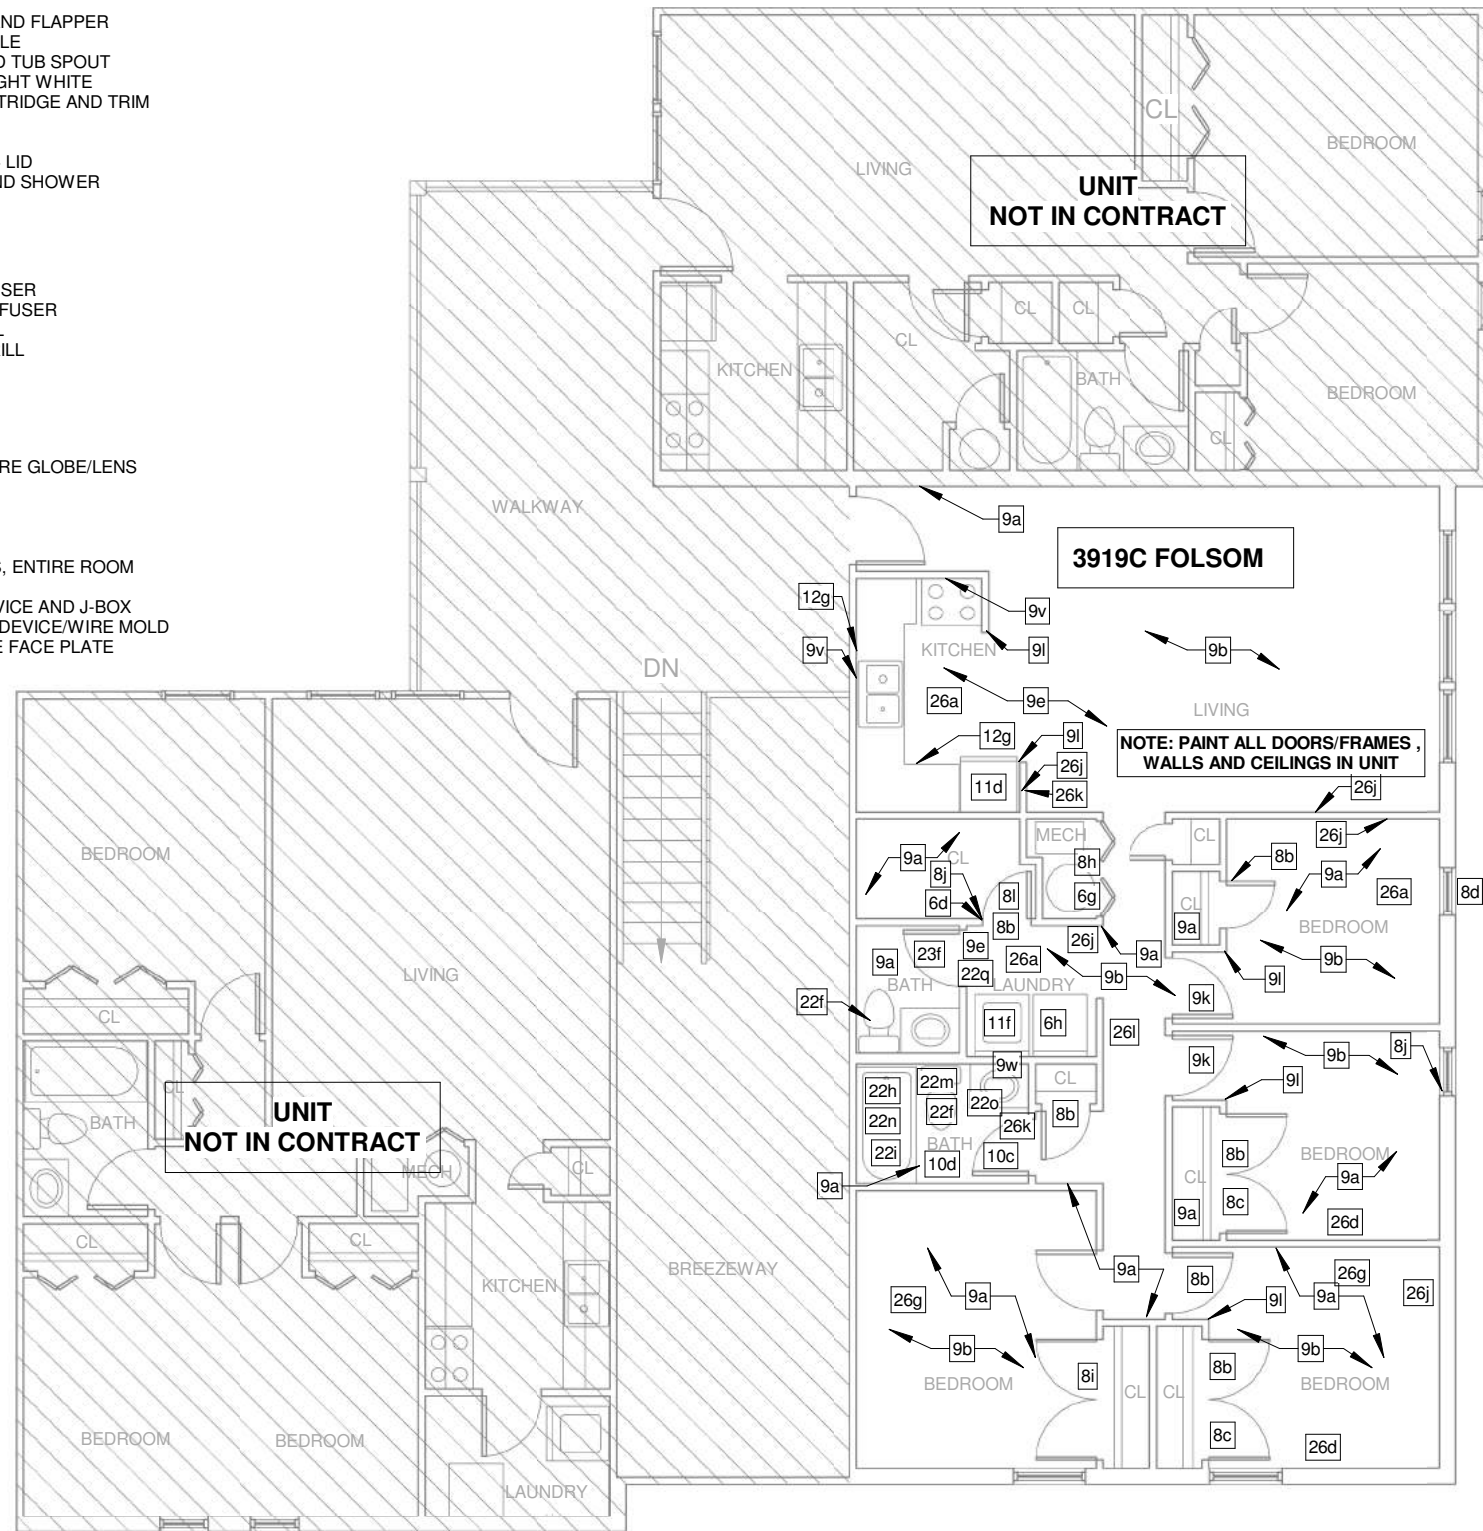 ND FLAPPER
LE
D TUB SPOUT
GHT WHITE
TRIDGE AND TRIM
LID
ND SHOWER
SER
FUSER
ILL
RE GLOBE/LENS
S, ENTIRE ROOM
VICE AND J-BOX
DEVICE/WIRE MOLD
E FACE PLATE
CL
BEDROOM
LIVING
UNIT
NOT IN CONTRACT
CL
CL
CL
KITCHEN
BATH
BEDROOM
CL
WALKWAY
9a
3919C FOLSOM
12g
9v
KITCHEN
9l
9v
9b
DN
26a
9e
LIVING
12g
9l
NOTE: PAINT ALL DOORS/FRAMES ,
WALLS AND CEILINGS IN UNIT
26j
11d
26k
26j
MECH
CL
26j
9a
CL
8h
8b
8j
9a
8l
6g
6d
26a
8d
CL
9a
8b
BEDROOM
9e
26j
23f
9a
26a
9a
9b
22q
9b
9l
BATH
LAUNDRY
9k
22f
11f
6h
26l
8j
9k
9b
9w
CL
9l
22h
22m
22o
22f
8b
22n
26k
BATH
22i
10d
10c
9a
8b
BEDROOM
CL
9a
8c
9a
26d
9a
8b
26g
9a
26j
26g
9a
9l
9b
9b
8i
8b
BEDROOM
CL
CL
BEDROOM
8c
26d
BEDROOM
LIVING
CL
CL
BATH
UNIT
NOT IN CONTRACT
MECH
CL
CL
CL
KITCHEN
BREEZEWAY
BEDROOM
BEDROOM
LAUNDRY